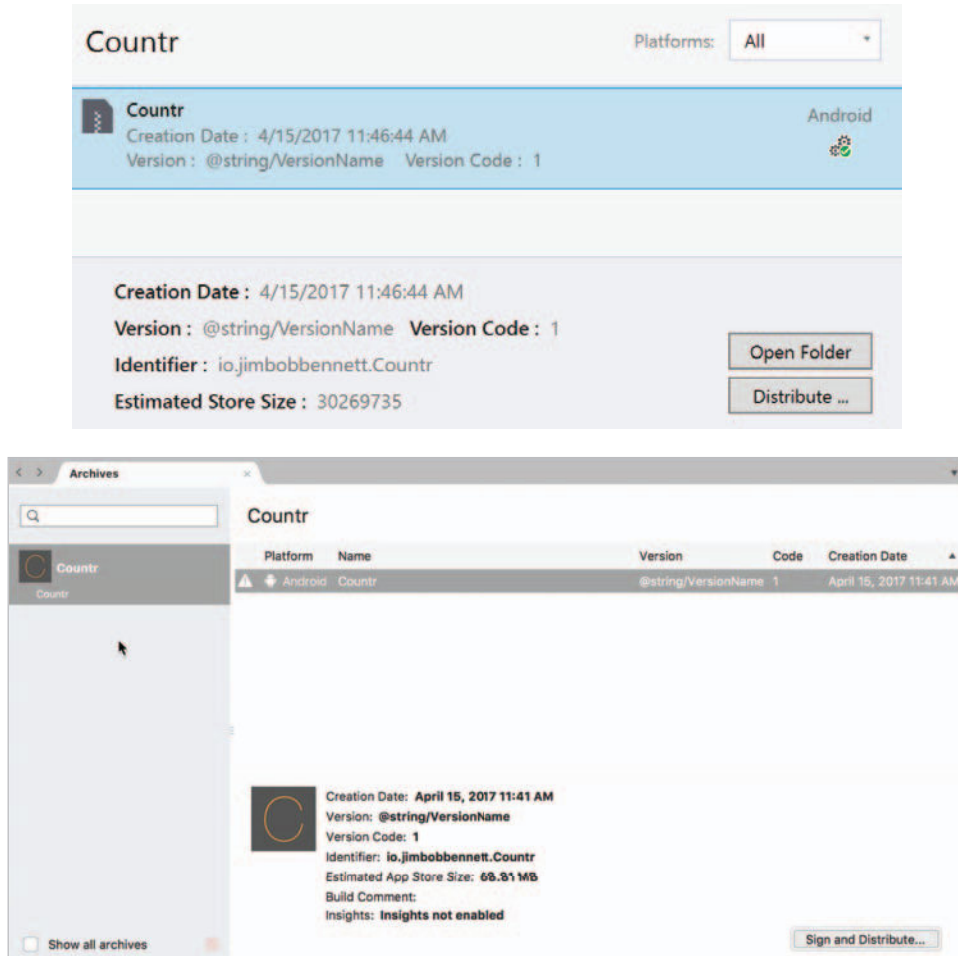 Countr Platforms: All
Countr Android
Creation Date : 4/15/2017 11:46:44 AM
Version : @string/VersionName Version Code : 1
Creation Date : 4/15/2017 11:46:44 AM
Version : @string/VersionName Version Code : 1
Identifier : io.jimbobbennett.Countr
Estimated Store Size : 30269735
Open Folder
Distribute ...
< > Archives ×
Countr
Platform Name Version Code Creation Date
Android Countr @string/VersionName 1 April 15, 2017 11:41 AM
Countr
Countr
C
Creation Date: April 15, 2017 11:41 AM
Version: @string/VersionName
Version Code: 1
Identifier: io.jimbobbennett.Countr
Estimated App Store Size: MB
Build Comment:
Insights: Insights not enabled
Show all archives
Sign and Distribute...